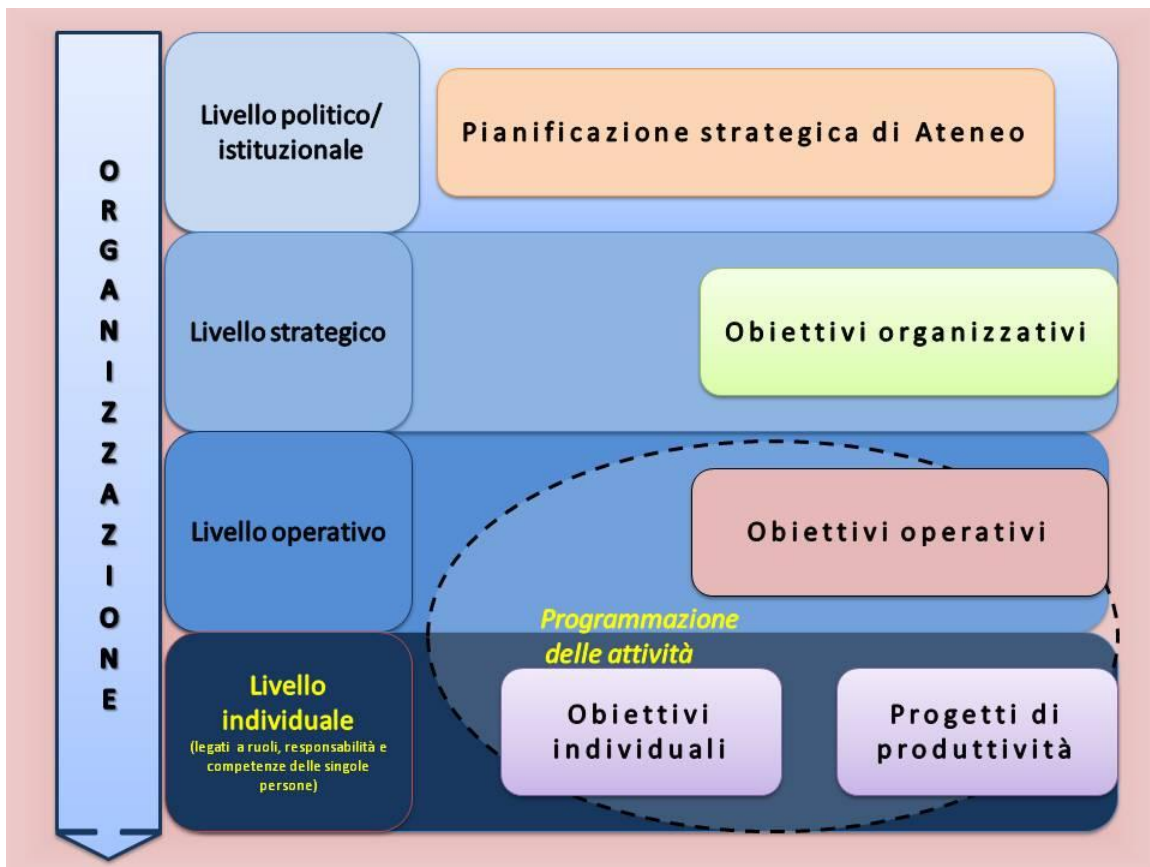 ORGANIZZAZIONE
Livello politico/
istituzionale
Pianificazione strategica di Ateneo
Livello strategico
Obiettivi organizzativi
Livello operativo
Obiettivi operativi
Programmazione
delle attività
Livello
individuale
(legati a ruoli, responsabilità e
competenze delle singole
persone)
Obiettivi
individuali
Progetti di
produttività